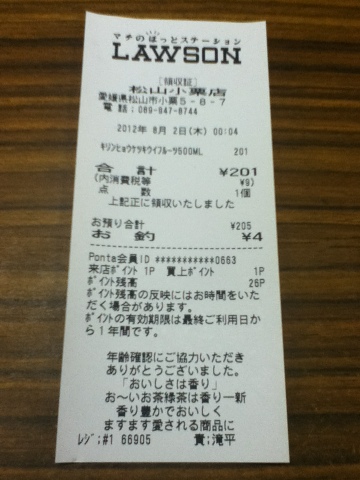 マチのほっとステーション
LAWSON
[領収証]
松山小栗店
愛媛県松山市小栗5-8-7
電話:089-947-8744
2012年 8月 2日(木) 00:04
ｷﾘﾝﾋｮｳｹﾂｷｳｲﾌﾙｰﾂ500ML 201
合計 ¥201
(内消費税等 ¥9)
点数 1個
上記正に領収いたしました
お預り合計 ¥205
お釣 ¥4
Ponta会員ID ***********0663
来店ﾎﾟｲﾝﾄ 1P 買上ﾎﾟｲﾝﾄ 1P
ﾎﾟｲﾝﾄ残高 26P
ﾎﾟｲﾝﾄ残高の反映にはお時間をいた
だく場合があります。
ﾎﾟｲﾝﾄの有効期限は最終ご利用日か
ら1年間です。
年齢確認にご協力いただき
ありがとうございました。
「おいしさは香り」
お～いお茶緑茶は香り一新
香り豊かでおいしく
ますます愛される商品に
ﾚｼﾞ;#1 66905 責;滝平